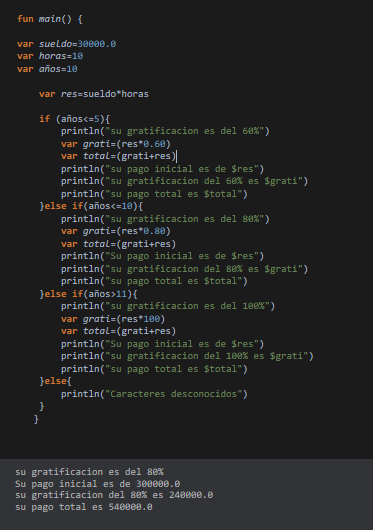 fun main() {
var sueldo=30000.0
var horas=10
var años=10
var res=sueldo*horas
if (años<=5){
println("su gratificacion es del 60%")
var grati=(res*0.60)
var total=(grati+res)
println("su pago inicial es de $res")
println("su gratificacion del 60% es $grati")
println("su pago total es $total")
}else if(años<=10){
println("su gratificacion es del 80%")
var grati=(res*0.80)
var total=(grati+res)
println("Su pago inicial es de $res")
println("su gratificacion del 80% es $grati")
println("su pago total es $total")
}else if(años>11){
println("su gratificacion es del 100%")
var grati=(res*100)
var total=(grati+res)
println("Su pago inicial es de $res")
println("su gratificacion del 100% es $grati")
println("su pago total es $total")
}else{
println("Caracteres desconocidos")
}
}
su gratificacion es del 80%
Su pago inicial es de 300000.0
su gratificacion del 80% es 240000.0
su pago total es 540000.0